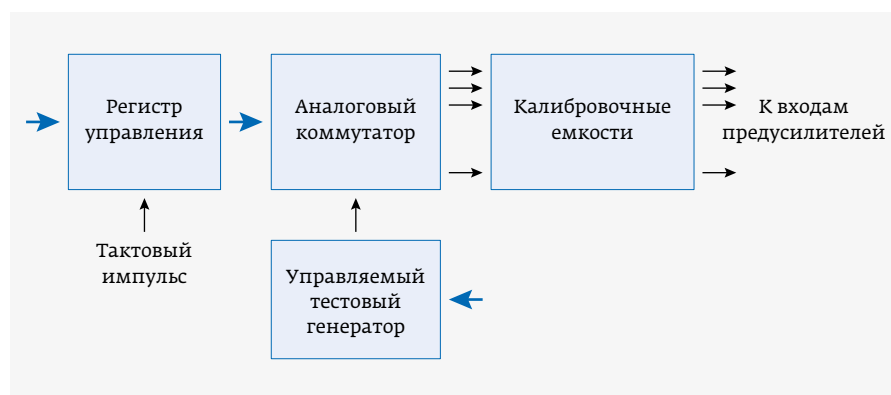 Регистр
управления
Аналоговый
коммутатор
Калибровочные
емкости
К входам
предусилителей
Тактовый
импульс
Управляемый
тестовый
генератор